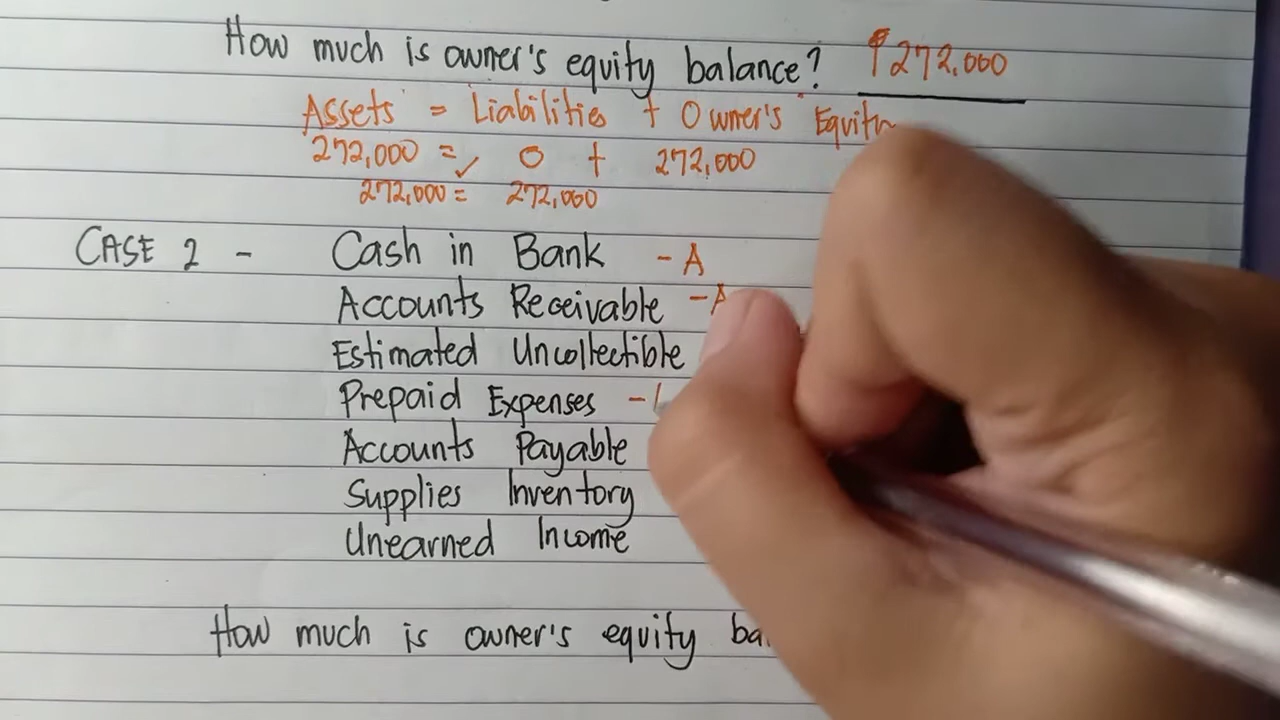 How much is owner's equity balance? ₱272,000
Assets = Liabilities + Owner's Equity
272,000 = 0 + 272,000
272,000 = 272,000
CASE 2 - Cash in Bank - A
Accounts Receivable - A
Estimated Uncollectible
Prepaid Expenses -
Accounts Payable
Supplies Inventory
Unearned Income
How much is owner's equity